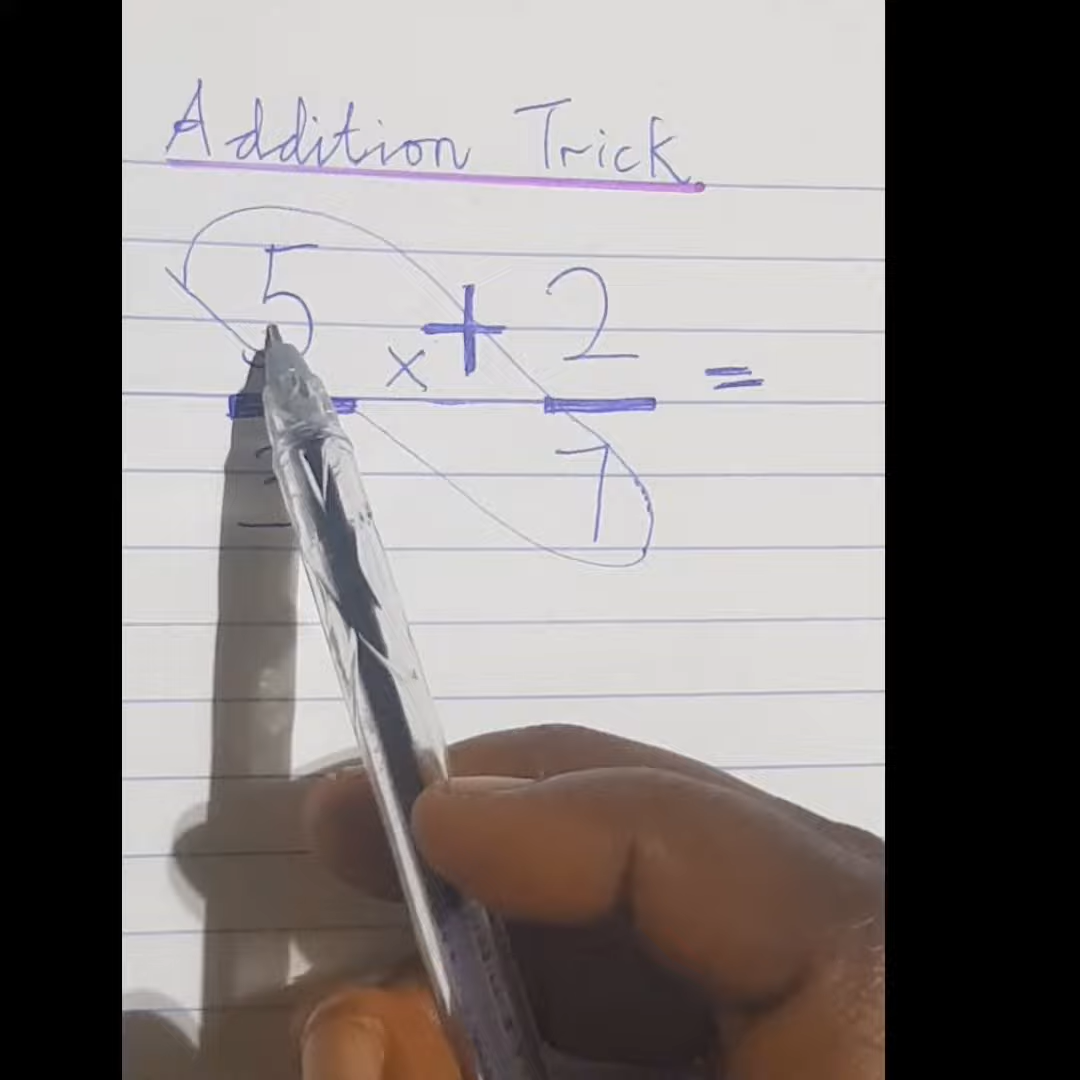 Addition Trick.
5 + 2 =
x
7